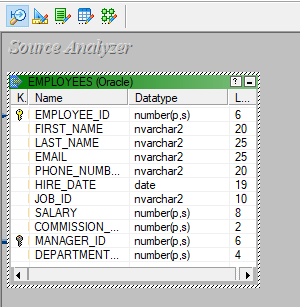 Source Analyzer
EMPLOYEES (Oracle) ?
K. Name Datatype L...
EMPLOYEE_ID number(p,s) 6
FIRST_NAME nvarchar2 20
LAST_NAME nvarchar2 25
EMAIL nvarchar2 25
PHONE_NUMB... nvarchar2 20
HIRE_DATE date 19
JOB_ID nvarchar2 10
SALARY number(p,s) 8
COMMISSION_... number(p,s) 2
MANAGER_ID number(p,s) 6
DEPARTMENT... number(p,s) 4